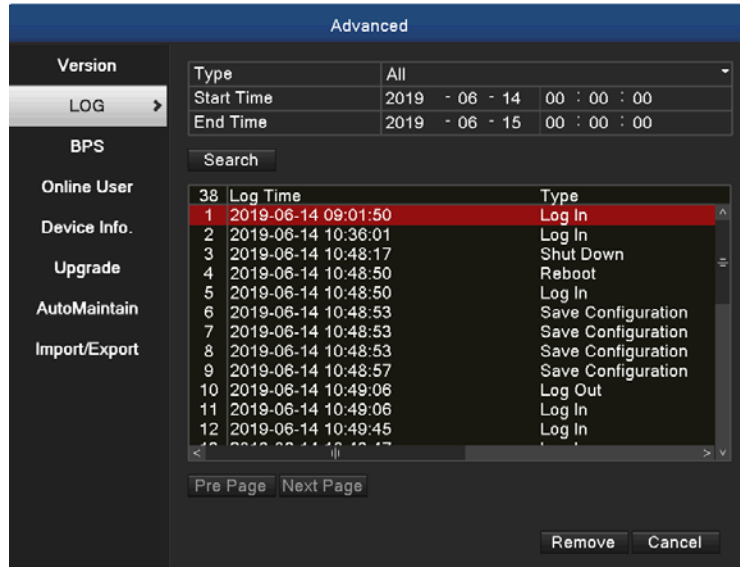 Advanced
Version
LOG
BPS
Online User
Device Info.
Upgrade
AutoMaintain
Import/Export
Type All
Start Time 2019 - 06 - 14 00 : 00 : 00
End Time 2019 - 06 - 15 00 : 00 : 00
Search
38 Log Time Type
1 2019-06-14 09:01:50 Log In
2 2019-06-14 10:36:01 Log In
3 2019-06-14 10:48:17 Shut Down
4 2019-06-14 10:48:50 Reboot
5 2019-06-14 10:48:50 Log In
6 2019-06-14 10:48:53 Save Configuration
7 2019-06-14 10:48:53 Save Configuration
8 2019-06-14 10:48:53 Save Configuration
9 2019-06-14 10:48:57 Save Configuration
10 2019-06-14 10:49:06 Log Out
11 2019-06-14 10:49:06 Log In
12 2019-06-14 10:49:45 Log In
Pre Page Next Page
Remove Cancel